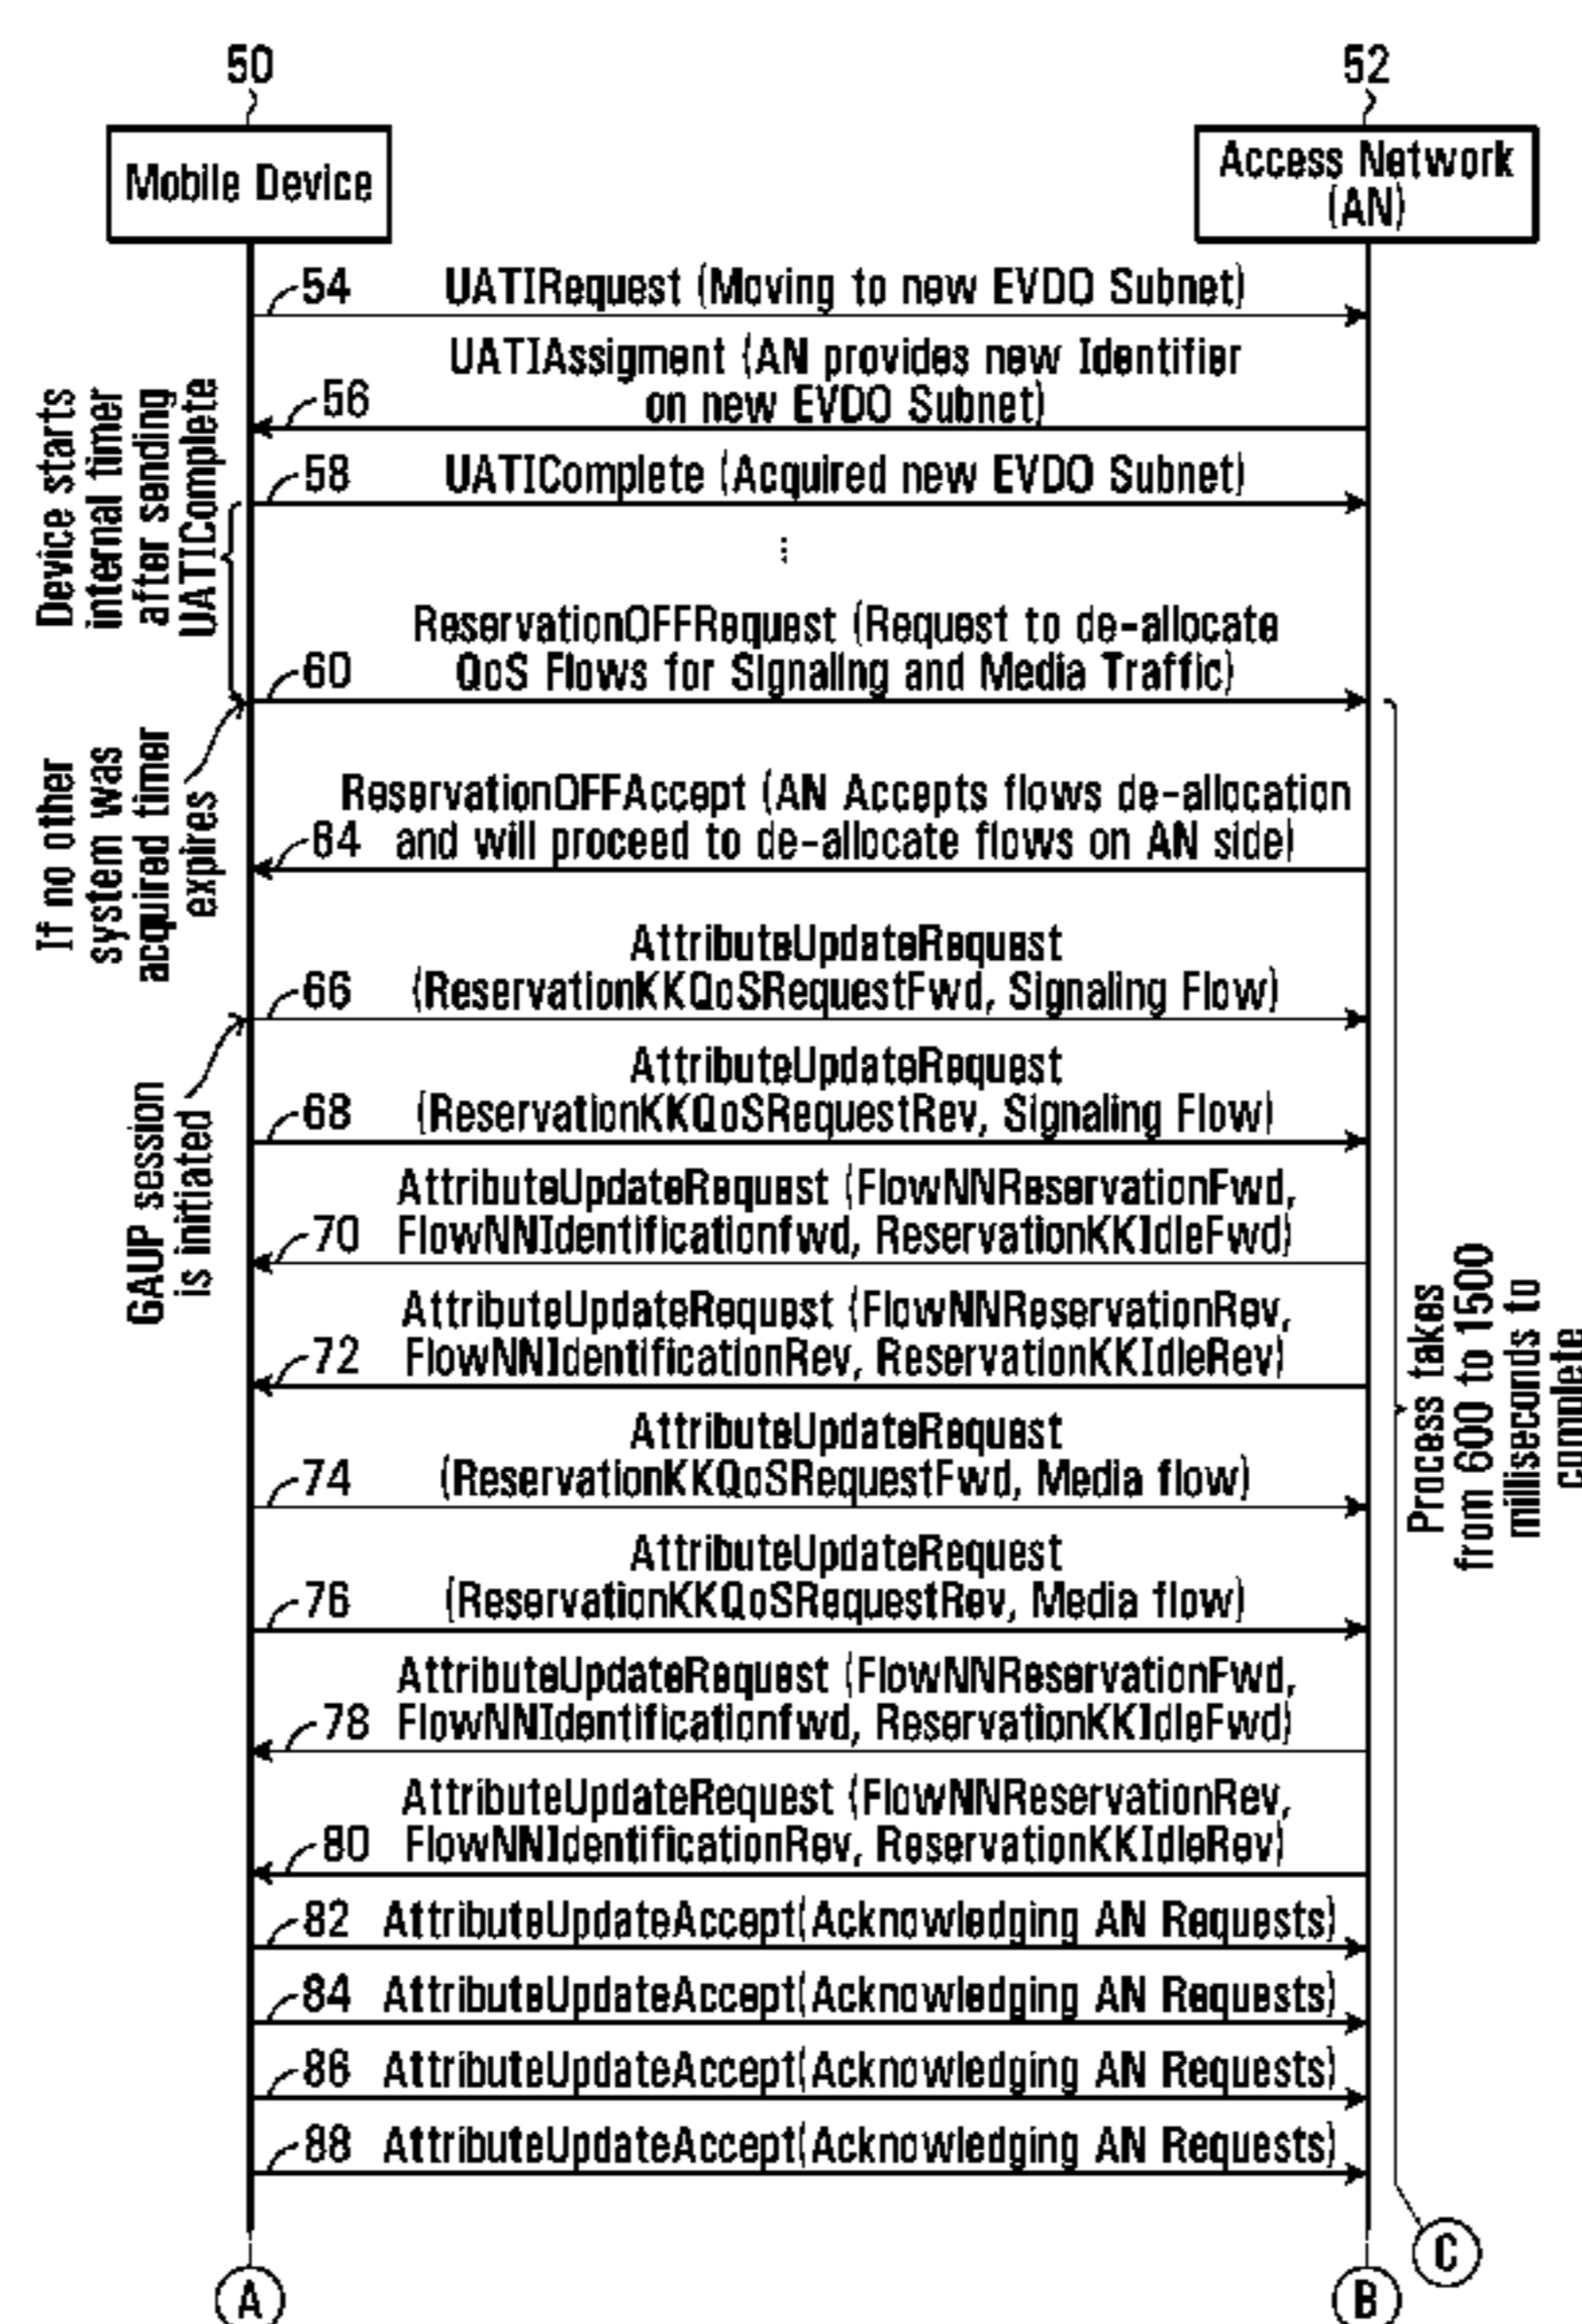 50
52
Mobile Device
Access Network
(AN)
54 UATIRequest (Moving to new EVDO Subnet)
UATIAssigment (AN provides new Identifier
56 on new EVDO Subnet)
58 UATIComplete (Acquired new EVDO Subnet)
Device starts
internal timer
after sending
UATIComplete
...
ReservationOFFRequest (Request to de-allocate
60 QoS Flows for Signaling and Media Traffic)
If no other
system was
acquired timer
expires
ReservationOFFAccept (AN Accepts flows de-allocation
64 and will proceed to de-allocate flows on AN side)
AttributeUpdateRequest
66 (ReservationKKQoSRequestFwd, Signaling Flow)
GAUP session
is initiated
AttributeUpdateRequest
68 (ReservationKKQoSRequestRev, Signaling Flow)
AttributeUpdateRequest (FlowNNReservationFwd,
70 FlowNNIdentificationfwd, ReservationKKIdleFwd)
AttributeUpdateRequest (FlowNNReservationRev,
72 FlowNNIdentificationRev, ReservationKKIdleRev)
Process takes
from 600 to 1500
milliseconds to
complete
AttributeUpdateRequest
74 (ReservationKKQoSRequestFwd, Media flow)
AttributeUpdateRequest
76 (ReservationKKQoSRequestRev, Media flow)
AttributeUpdateRequest (FlowNNReservationFwd,
78 FlowNNIdentificationfwd, ReservationKKIdleFwd)
AttributeUpdateRequest (FlowNNReservationRev,
80 FlowNNIdentificationRev, ReservationKKIdleRev)
82 AttributeUpdateAccept(Acknowledging AN Requests)
84 AttributeUpdateAccept(Acknowledging AN Requests)
86 AttributeUpdateAccept(Acknowledging AN Requests)
88 AttributeUpdateAccept(Acknowledging AN Requests)
C
A
B